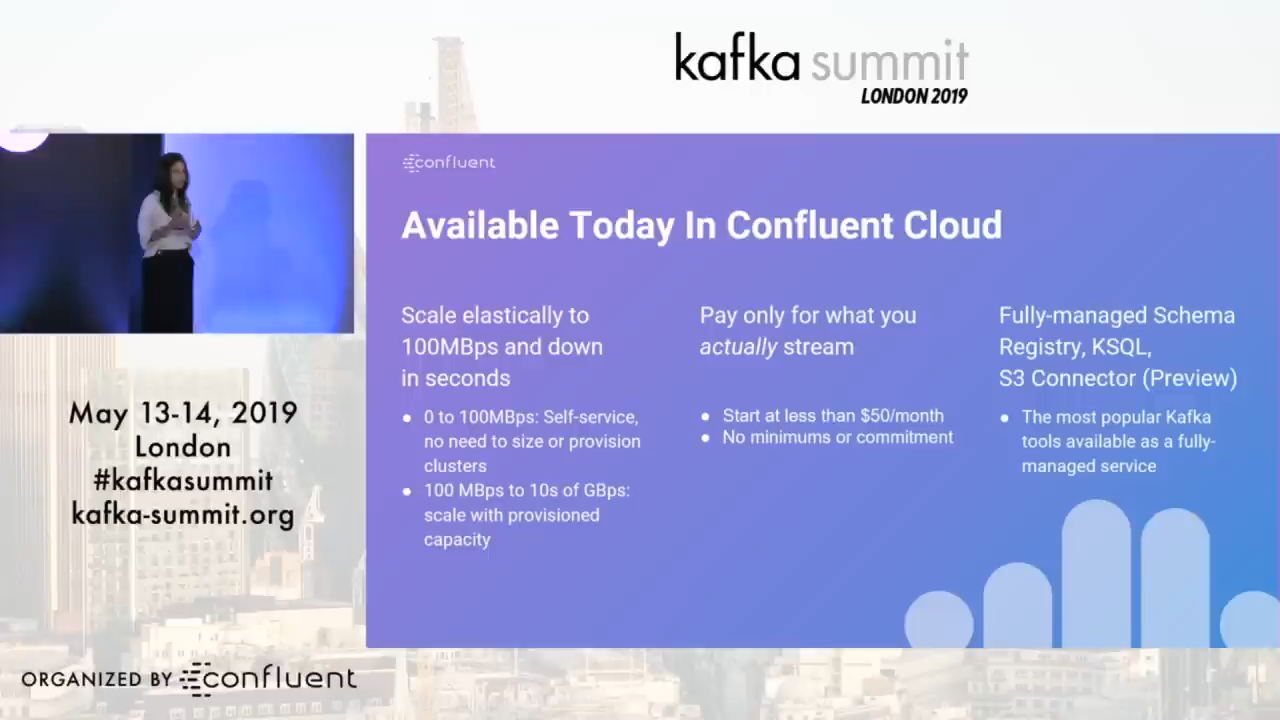 kafka summit
LONDON 2019
confluent
Available Today In Confluent Cloud
Scale elastically to
100MBps and down
in seconds
● 0 to 100MBps: Self-service,
no need to size or provision
clusters
● 100 MBps to 10s of GBps:
scale with provisioned
capacity
Pay only for what you
actually stream
● Start at less than $50/month
● No minimums or commitment
Fully-managed Schema
Registry, KSQL,
S3 Connector (Preview)
● The most popular Kafka
tools available as a fully-
managed service
May 13-14, 2019
London
#kafkasummit
kafka-summit.org
ORGANIZED BY confluent